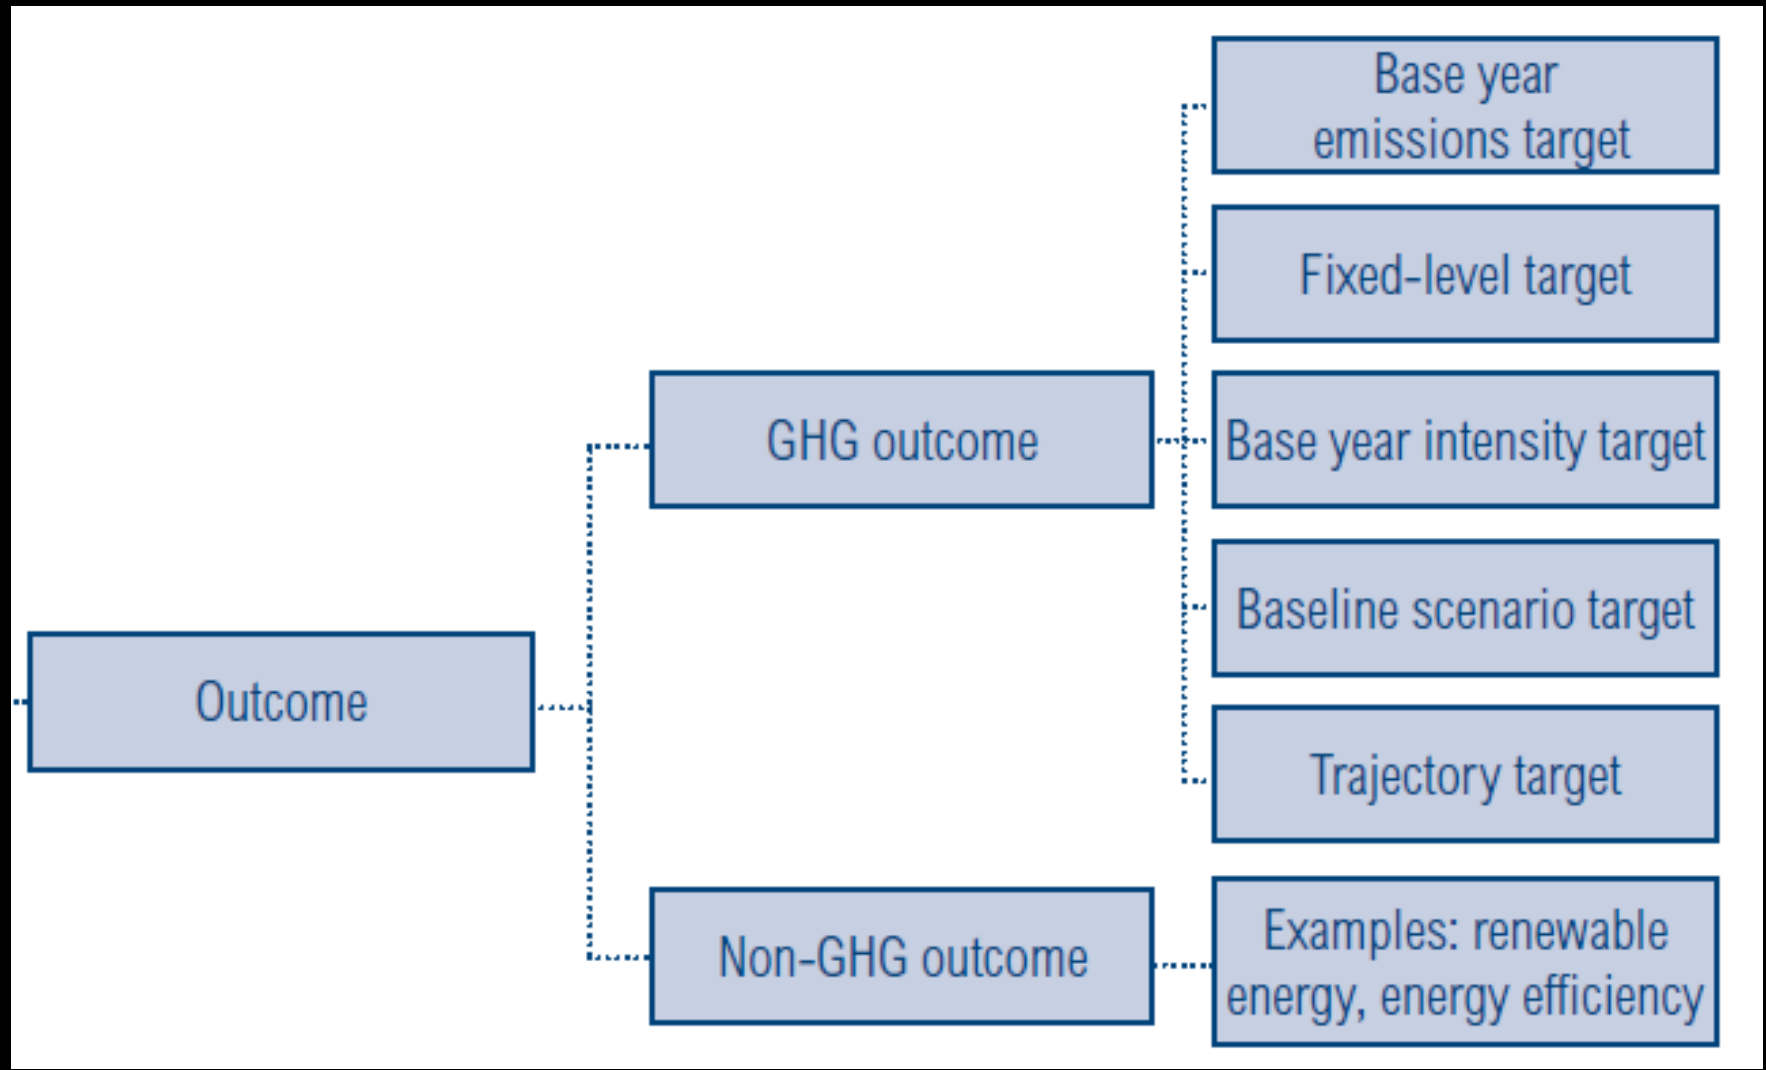 Base year
emissions target
Fixed-level target
GHG outcome
Base year intensity target
Baseline scenario target
Outcome
Trajectory target
Non-GHG outcome
Examples: renewable
energy, energy efficiency